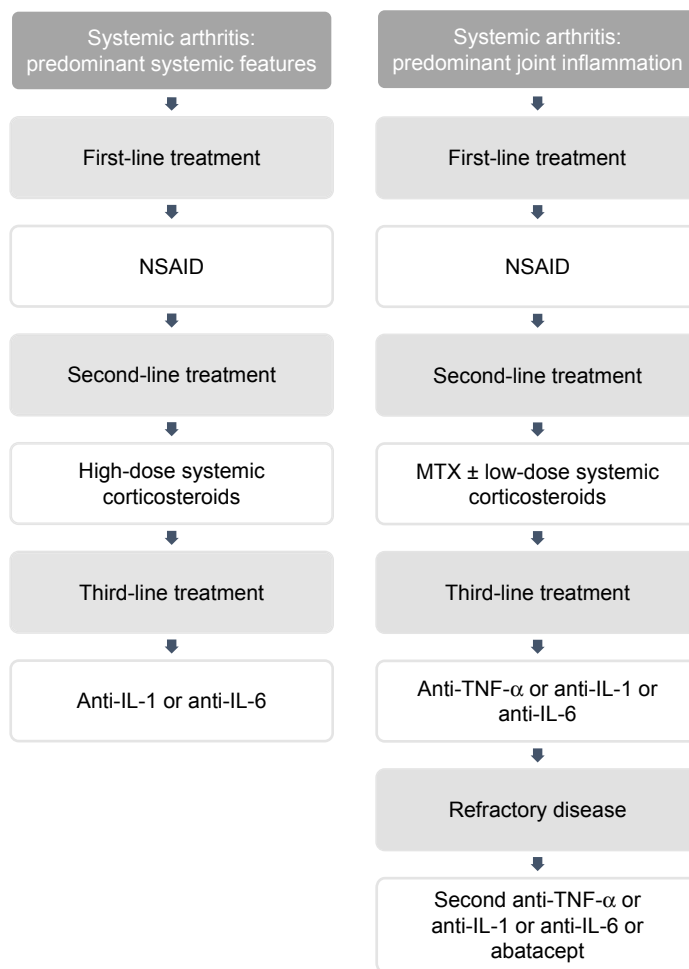 Systemic arthritis:
predominant systemic features
First-line treatment
NSAID
Second-line treatment
High-dose systemic
corticosteroids
Third-line treatment
Anti-IL-1 or anti-IL-6
Systemic arthritis:
predominant joint inflammation
First-line treatment
NSAID
Second-line treatment
MTX ± low-dose systemic
corticosteroids
Third-line treatment
Anti-TNF-α or anti-IL-1 or
anti-IL-6
Refractory disease
Second anti-TNF-α or
anti-IL-1 or anti-IL-6 or
abatacept